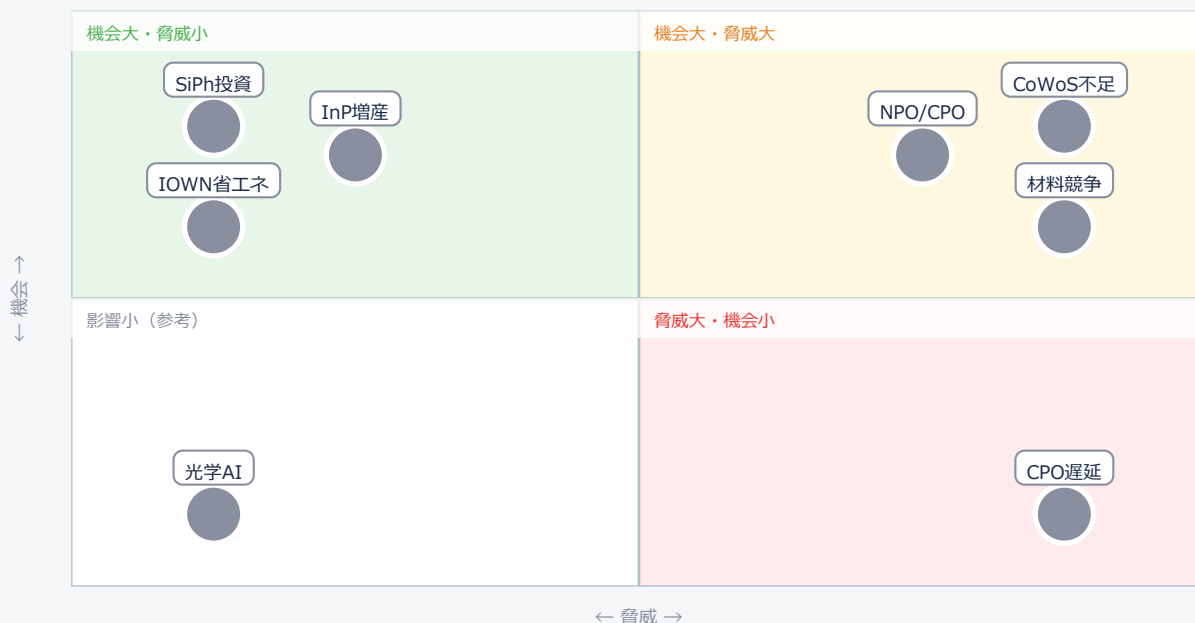 機会大・脅威小
機会大・脅威大
SiPh投資
CoWoS不足
InP増産
NPO/CPO
IOWN省エネ
材料競争
← 機会 →
影響小（参考）
脅威大・機会小
光学AI
CPO遅延
← 脅威 →